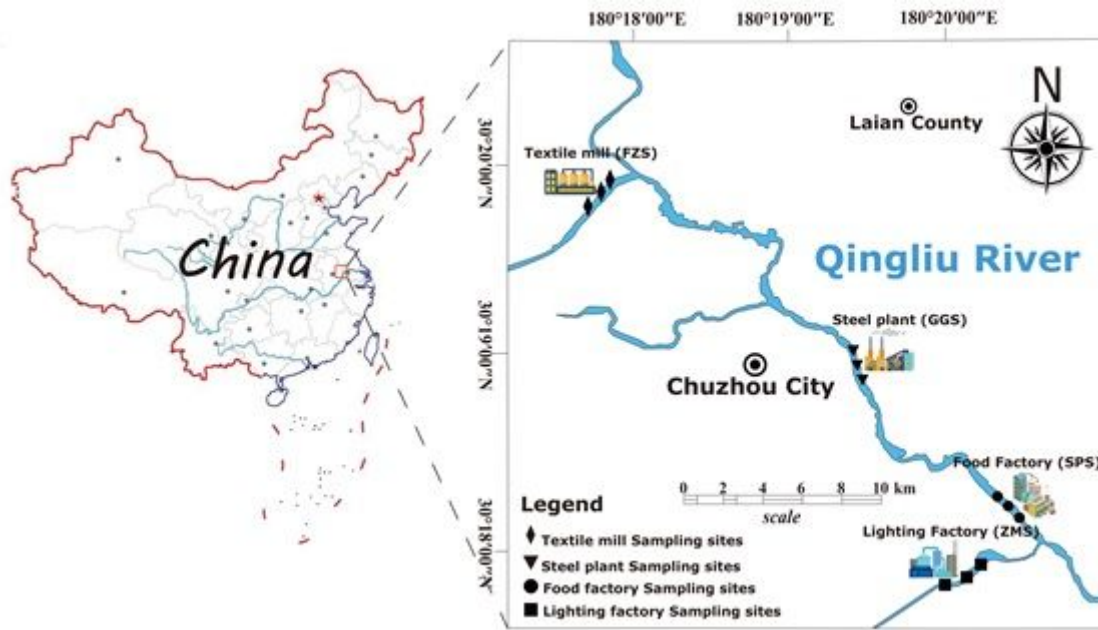 180°18′00″E 180°19′00″E 180°20′00″E
N
Laian County
30°20′00″N
Textile mill (FZS)
China
Qingliu River
Steel plant (GGS)
30°19′00″N
Chuzhou City
Food Factory (SPS)
0 2 4 6 8 10 km
scale
Legend
Lighting Factory (ZMS)
30°18′00″N
Textile mill Sampling sites
Steel plant Sampling sites
Food factory Sampling sites
Lighting factory Sampling sites